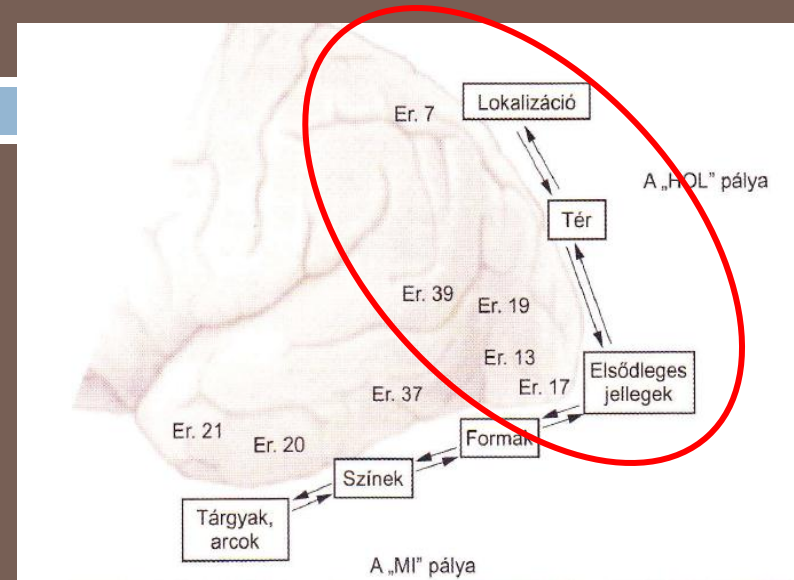 Lokalizáció
Er. 7
A „HOL” pálya
Tér
Er. 39
Er. 19
Er. 13
Elsődleges
jellegek
Er. 17
Er. 37
Formák
Er. 21
Er. 20
Színek
Tárgyak,
arcok
A „MI” pálya